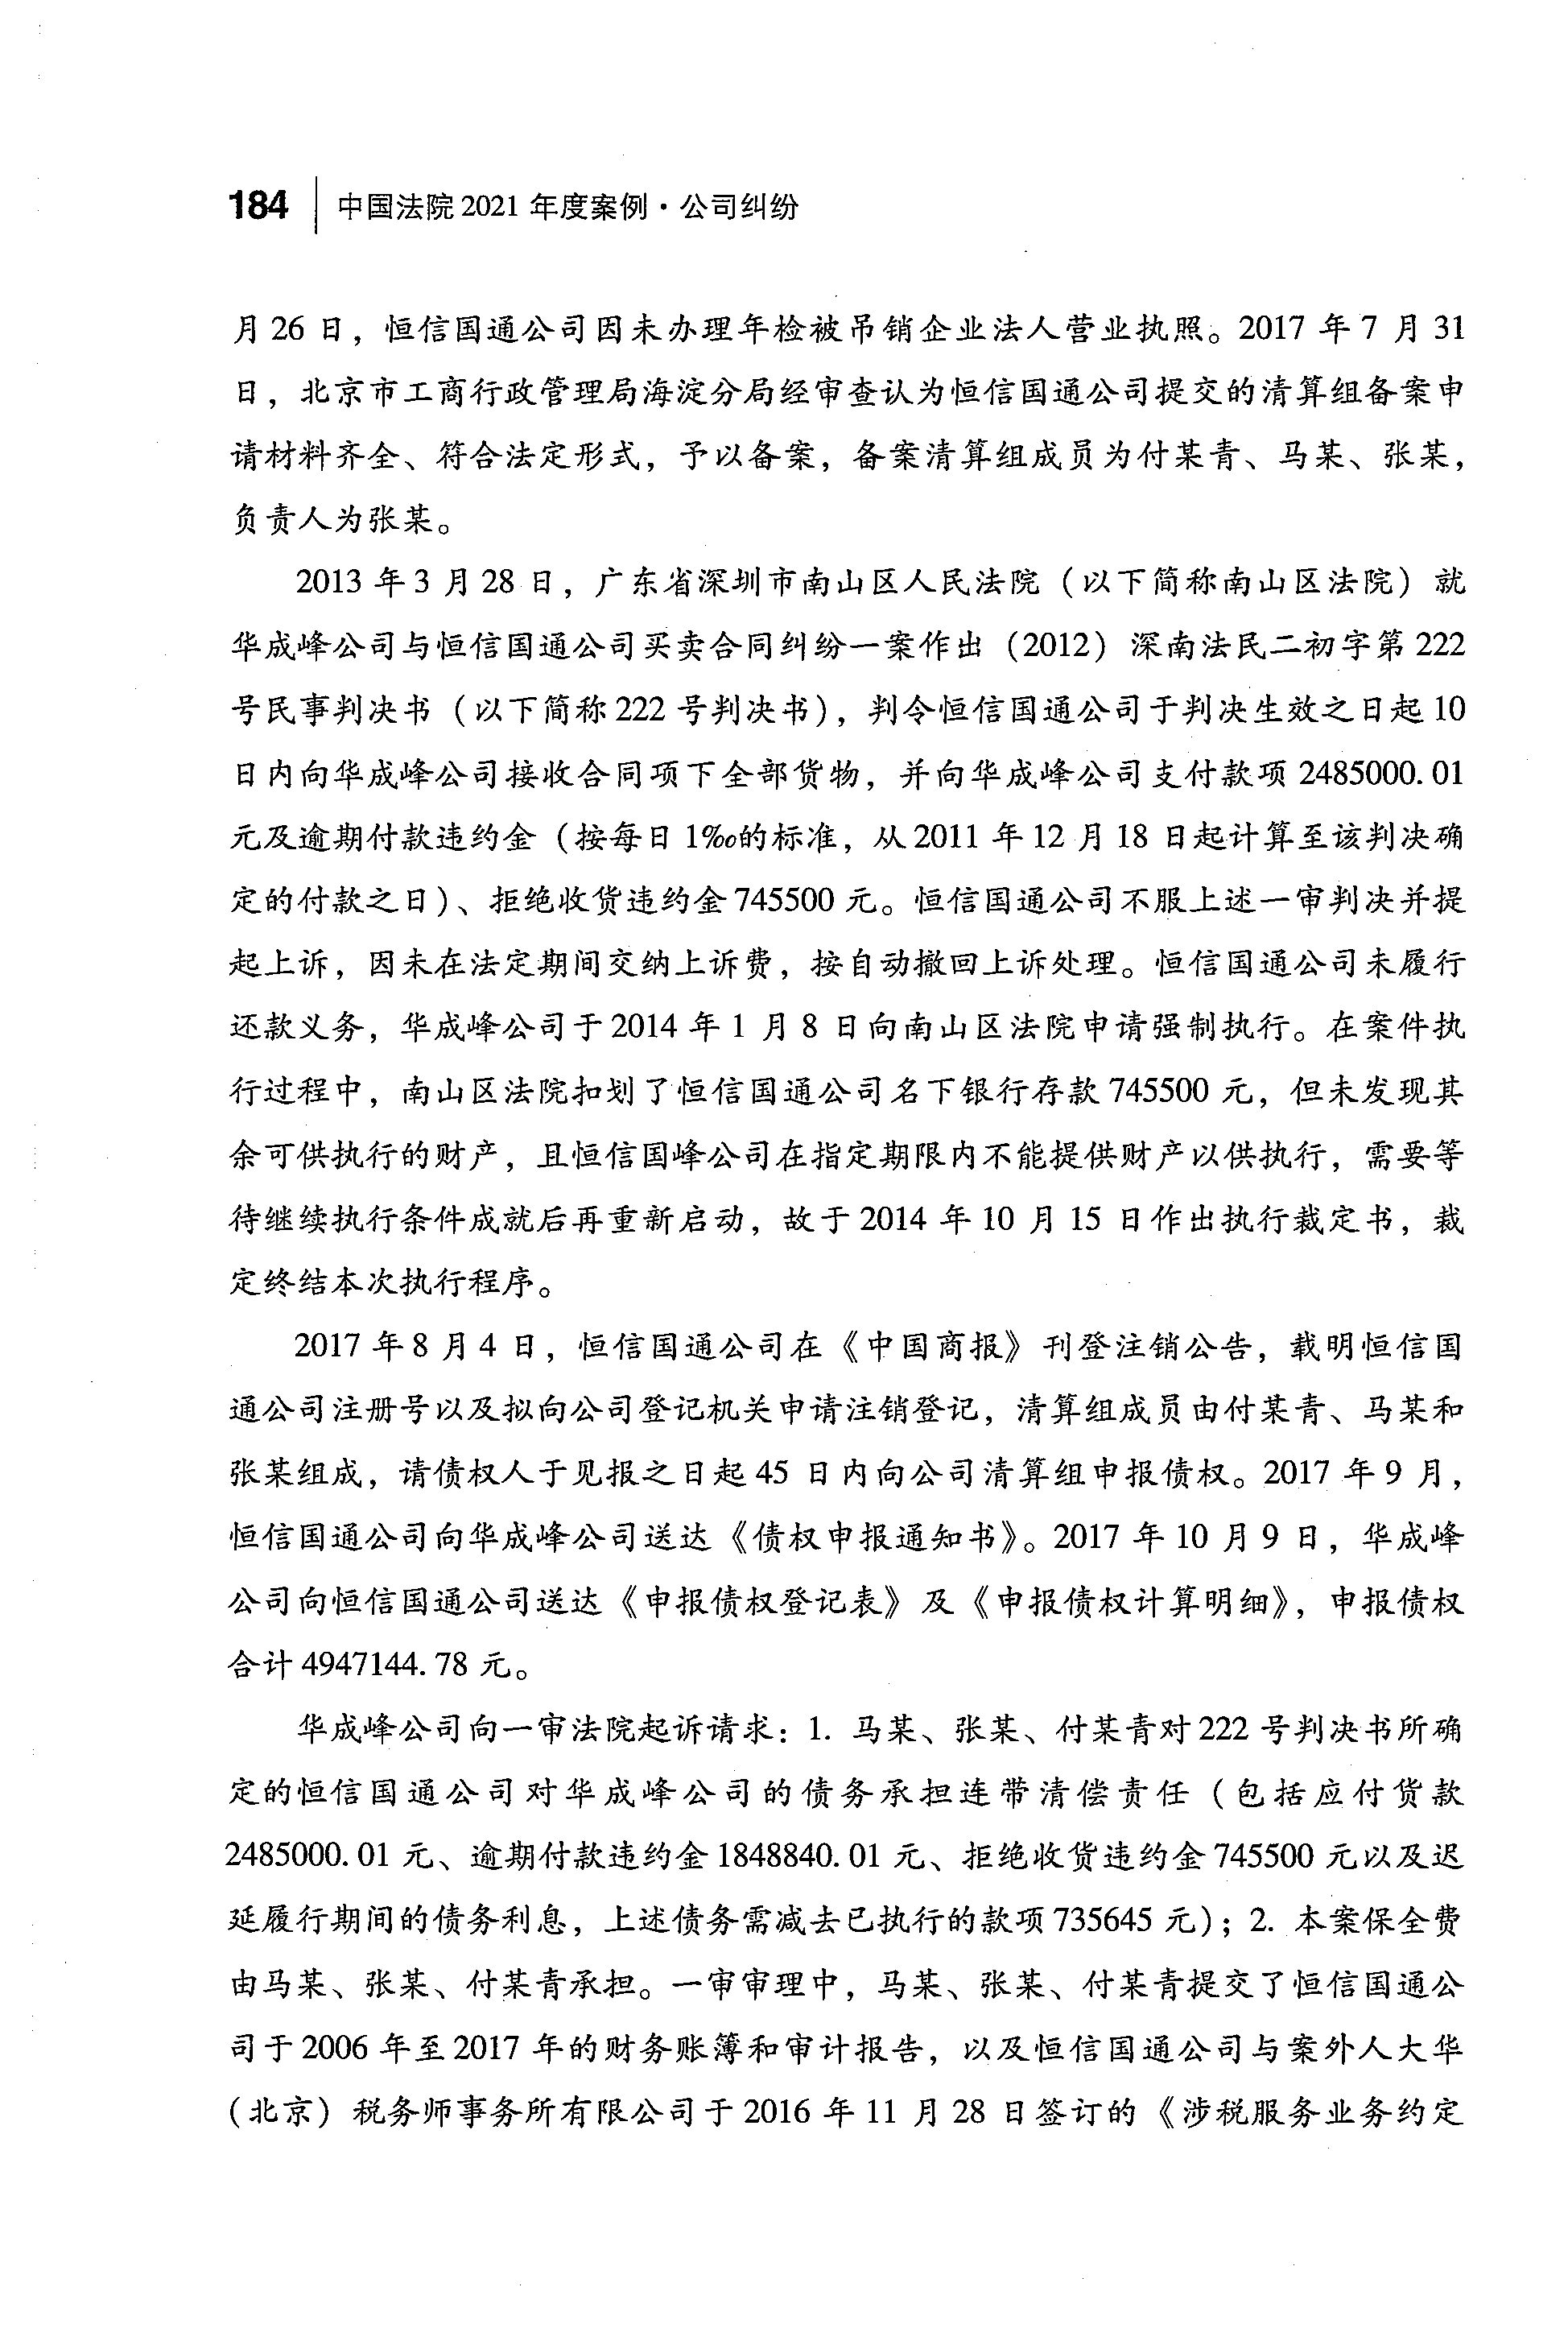 184 | 中国法院2021年度案例·公司纠纷
月26日，恒信国通公司因未办理年检被吊销企业法人营业执照。2017年7月31
日，北京市工商行政管理局海淀分局经审查认为恒信国通公司提交的清算组备案申
请材料齐全、符合法定形式，予以备案，备案清算组成员为付某青、马某、张某，
负责人为张某。
2013年3月28日，广东省深圳市南山区人民法院（以下简称南山区法院）就
华成峰公司与恒信国通公司买卖合同纠纷一案作出（2012）深南法民二初字第222
号民事判决书（以下简称222号判决书），判令恒信国通公司于判决生效之日起10
日内向华成峰公司接收合同项下全部货物，并向华成峰公司支付款项2485000.01
元及逾期付款违约金（按每日1‰的标准，从2011年12月18日起计算至该判决确
定的付款之日）、拒绝收货违约金745500元。恒信国通公司不服上述一审判决并提
起上诉，因未在法定期间交纳上诉费，按自动撤回上诉处理。恒信国通公司未履行
还款义务，华成峰公司于2014年1月8日向南山区法院申请强制执行。在案件执
行过程中，南山区法院扣划了恒信国通公司名下银行存款745500元，但未发现其
余可供执行的财产，且恒信国峰公司在指定期限内不能提供财产以供执行，需要等
待继续执行条件成就后再重新启动，故于2014年10月15日作出执行裁定书，裁
定终结本次执行程序。
2017年8月4日，恒信国通公司在《中国商报》刊登注销公告，载明恒信国
通公司注册号以及拟向公司登记机关申请注销登记，清算组成员由付某青、马某和
张某组成，请债权人于见报之日起45日内向公司清算组申报债权。2017年9月，
恒信国通公司向华成峰公司送达《债权申报通知书》。2017年10月9日，华成峰
公司向恒信国通公司送达《申报债权登记表》及《申报债权计算明细》，申报债权
合计4947144.78元。
华成峰公司向一审法院起诉请求：1. 马某、张某、付某青对222号判决书所确
定的恒信国通公司对华成峰公司的债务承担连带清偿责任（包括应付货款
2485000.01元、逾期付款违约金1848840.01元、拒绝收货违约金745500元以及迟
延履行期间的债务利息，上述债务需减去已执行的款项735645元）；2. 本案保全费
由马某、张某、付某青承担。一审审理中，马某、张某、付某青提交了恒信国通公
司于2006年至2017年的财务账簿和审计报告，以及恒信国通公司与案外人大华
（北京）税务师事务所有限公司于2016年11月28日签订的《涉税服务业务约定